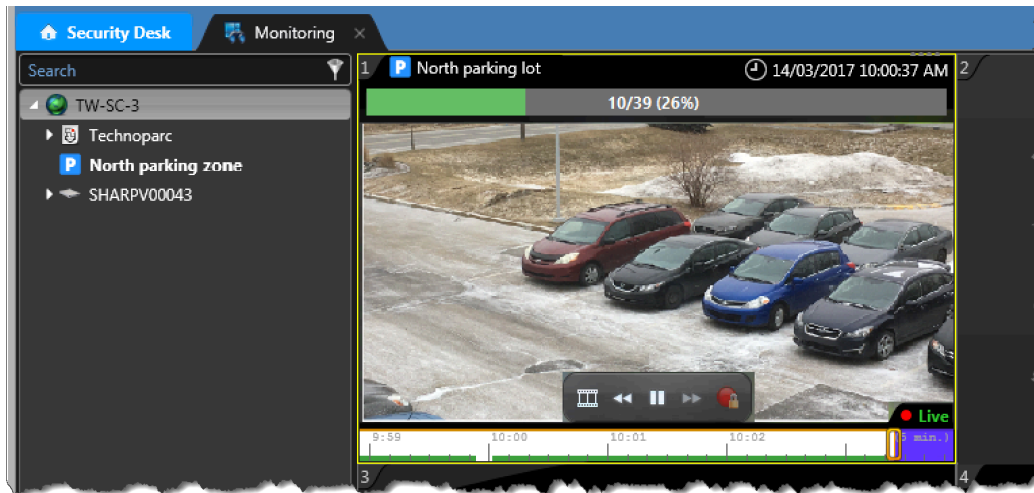 Security Desk
Monitoring
Search
TW-SC-3
Technoparc
P North parking zone
SHARPV00043
1
P North parking lot
14/03/2017 10:00:37 AM
10/39 (26%)
Live
9:59 10:00 10:01 10:02 (5 min.)
2
3
4